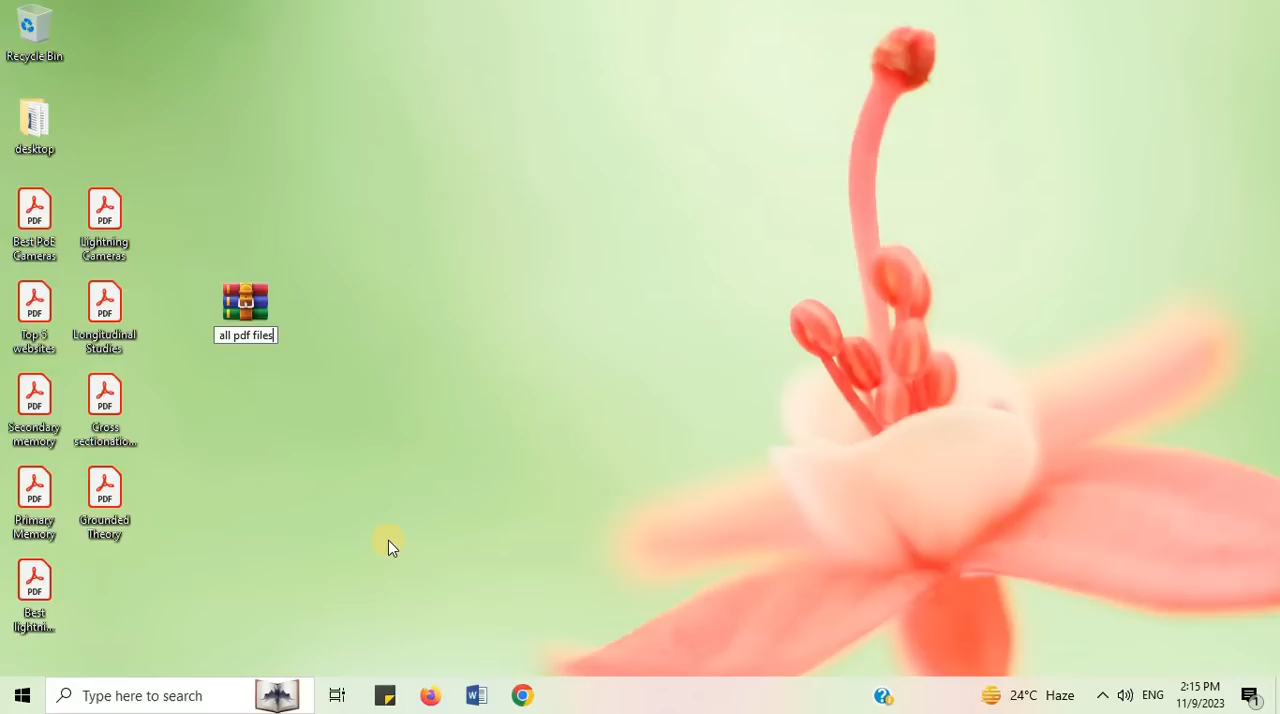 Recycle Bin
desktop
PDF
Best PoE
Cameras
PDF
Lightning
Cameras
PDF
Top 5
websites
PDF
Longitudinal
Studies
all pdf files
PDF
Secondary
memory
PDF
Cross
sectionatio...
PDF
Primary
Memory
PDF
Grounded
Theory
PDF
Best
lightni...
Type here to search
W
?
24°C Haze
ENG
2:15 PM
11/9/2023
1